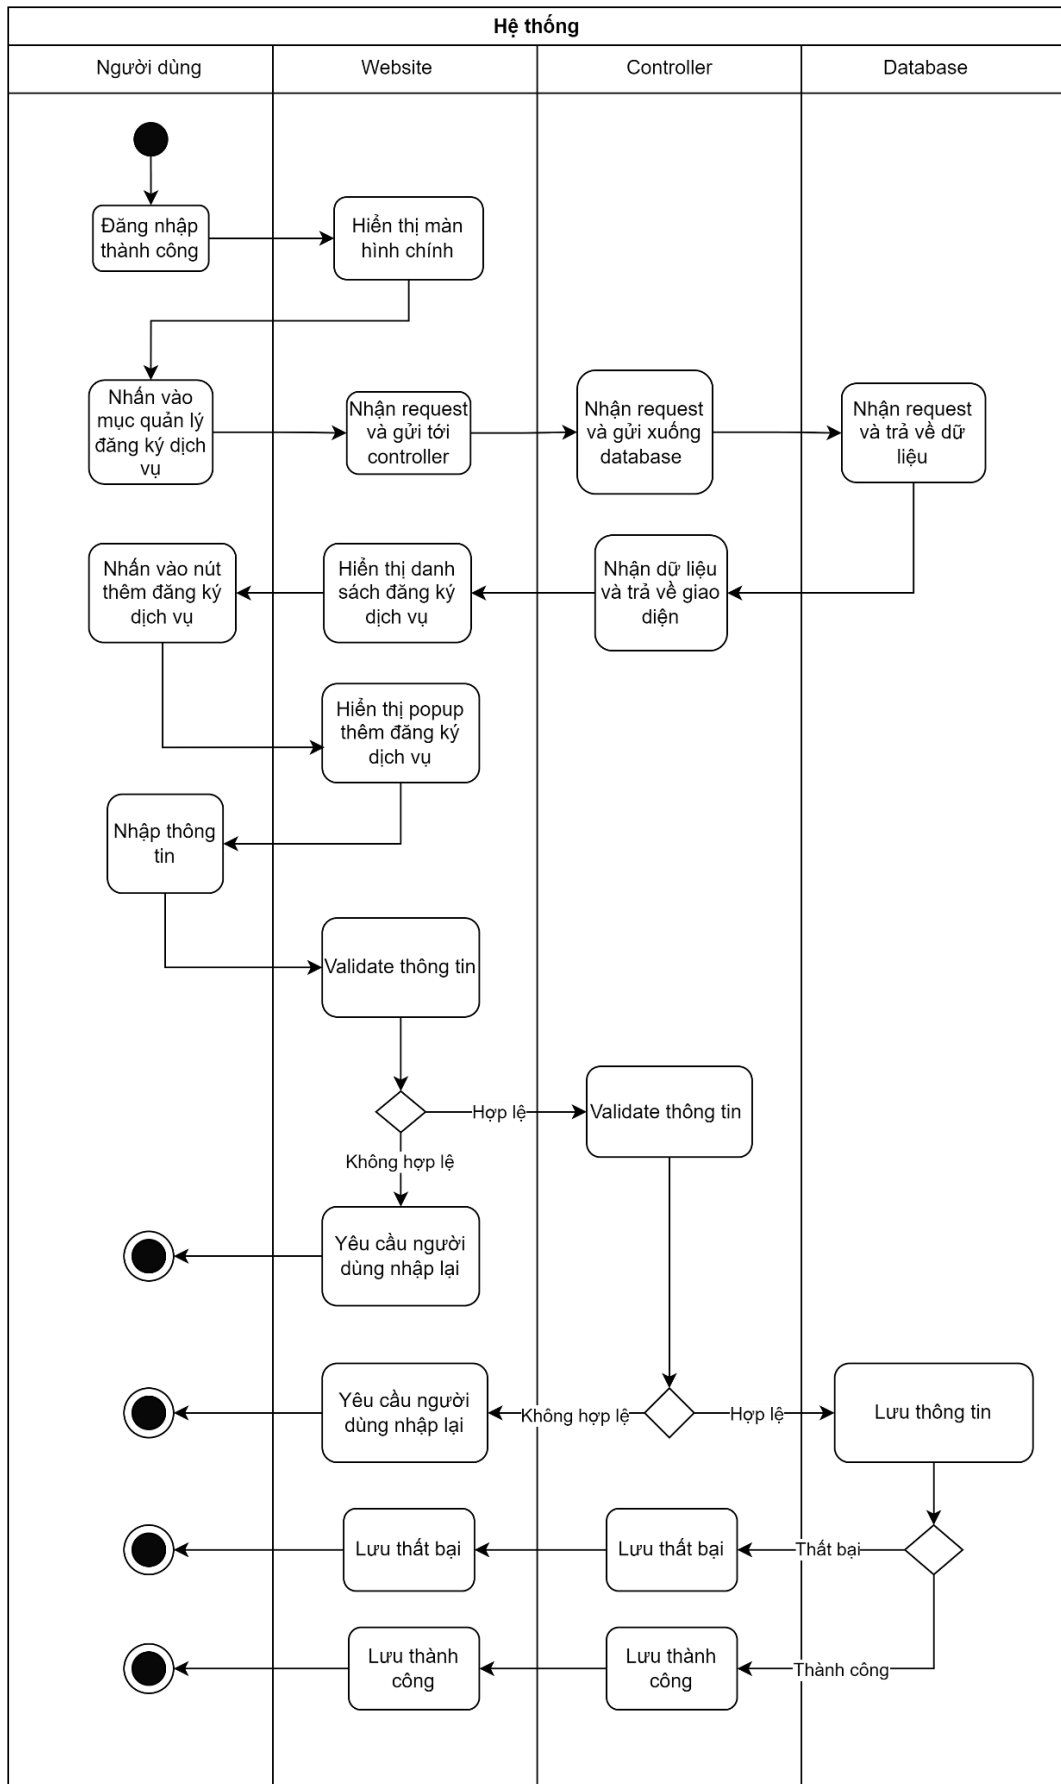 Hệ thống
Người dùng
Website
Controller
Database
Đăng nhập
thành công
Hiển thị màn
hình chính
Nhấn vào
mục quản lý
đăng ký dịch
vụ
Nhận request
và gửi tới
controller
Nhận request
và gửi xuống
database
Nhận request
và trả về dữ
liệu
Nhấn vào nút
thêm đăng ký
dịch vụ
Hiển thị danh
sách đăng ký
dịch vụ
Nhận dữ liệu
và trả về giao
diện
Hiển thị popup
thêm đăng ký
dịch vụ
Nhập thông
tin
Validate thông tin
Hợp lệ
Validate thông tin
Không hợp lệ
Yêu cầu người
dùng nhập lại
Yêu cầu người
dùng nhập lại
Không hợp lệ
Hợp lệ
Lưu thông tin
Lưu thất bại
Lưu thất bại
Thất bại
Lưu thành
công
Lưu thành
công
Thành công